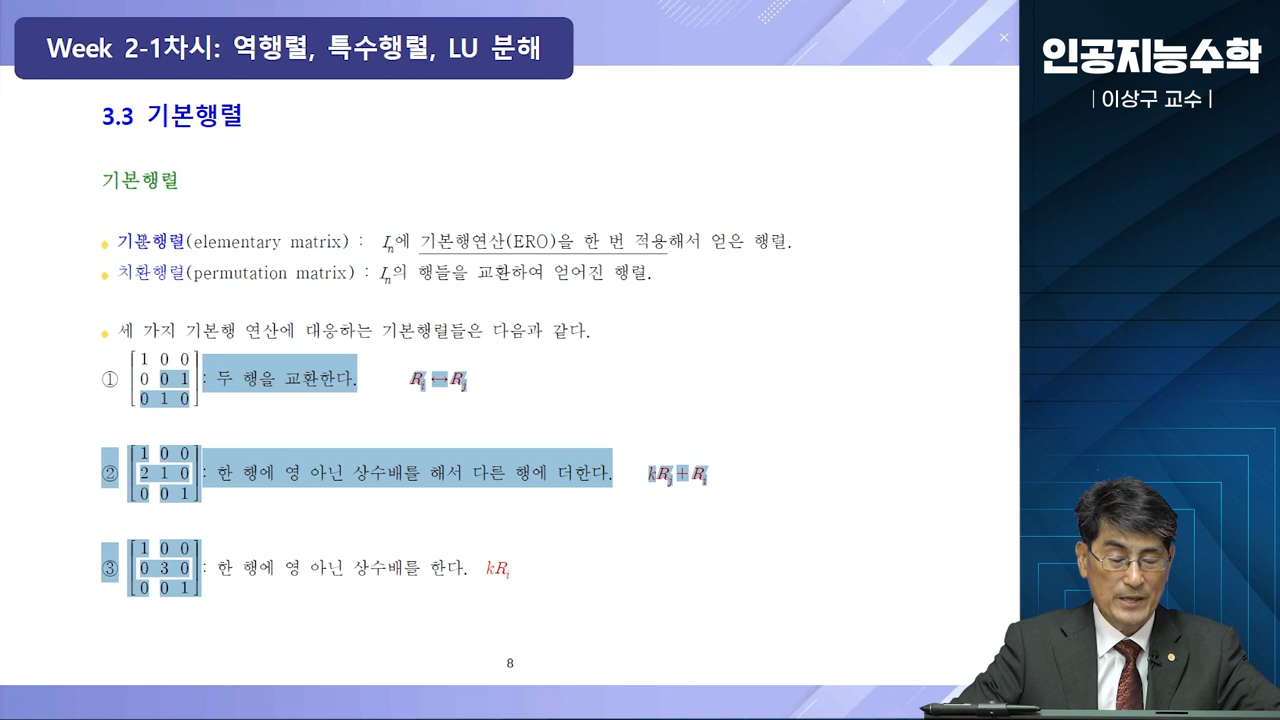 Week 2-1차시: 역행렬, 특수행렬, LU 분해
인공지능수학
| 이상구 교수 |
3.3 기본행렬
기본행렬
기본행렬(elementary matrix) : Iₙ에 기본행연산(ERO)을 한 번 적용해서 얻은 행렬.
치환행렬(permutation matrix) : Iₙ의 행들을 교환하여 얻어진 행렬.
세 가지 기본행 연산에 대응하는 기본행렬들은 다음과 같다.
1 0 0
① 0 0 1 : 두 행을 교환한다. Rᵢ ↔ Rⱼ
0 1 0
1 0 0
② 2 1 0 : 한 행에 영 아닌 상수배를 해서 다른 행에 더한다. kRⱼ + Rᵢ
0 0 1
1 0 0
③ 0 3 0 : 한 행에 영 아닌 상수배를 한다. kRᵢ
0 0 1
8